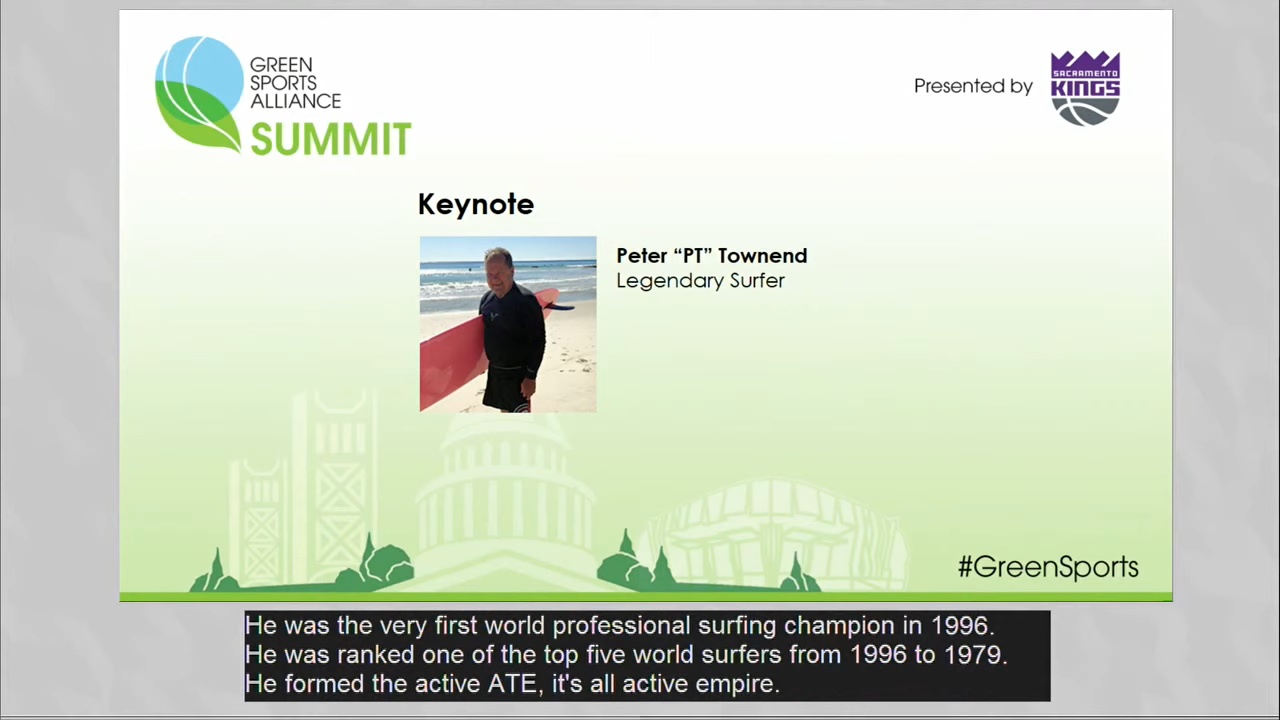 GREEN
SPORTS
ALLIANCE
SUMMIT
Presented by
SACRAMENTO
KINGS
Keynote
Peter “PT” Townend
Legendary Surfer
#GreenSports
He was the very first world professional surfing champion in 1996.
He was ranked one of the top five world surfers from 1996 to 1979.
He formed the active ATE, it's all active empire.